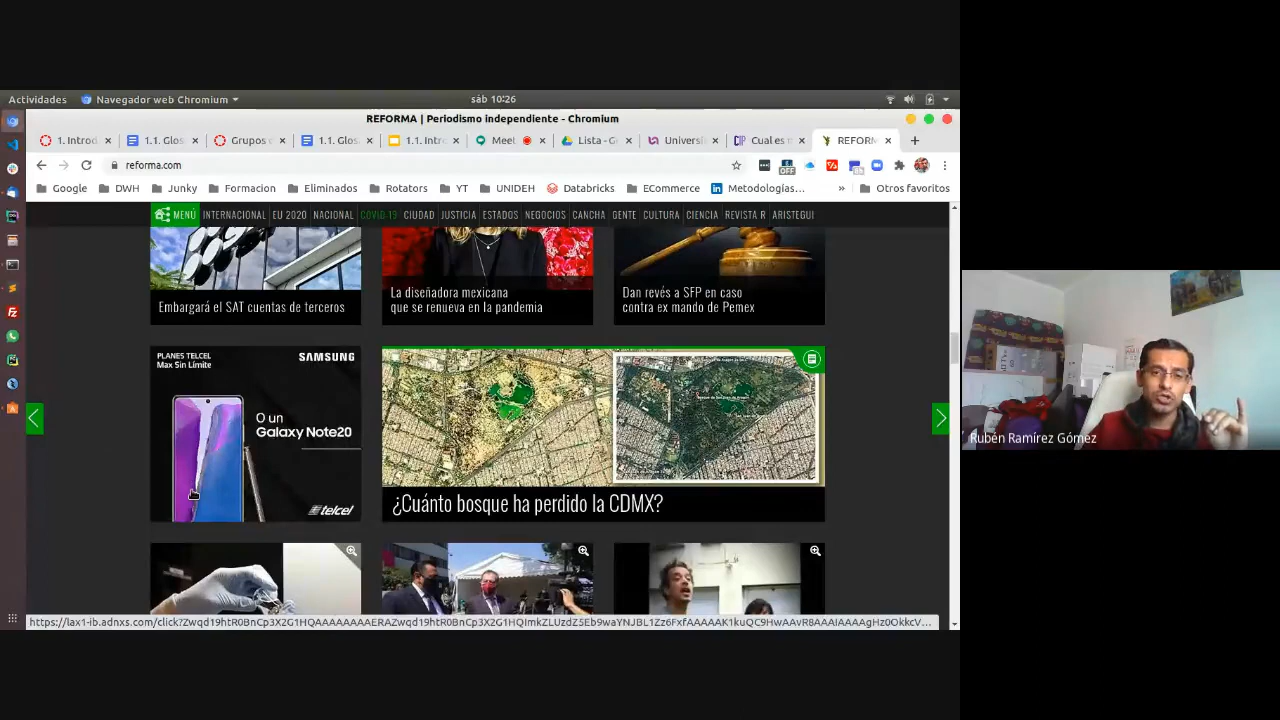 Actividades
Navegador web Chromium
sáb 10:26
REFORMA | Periodismo independiente - Chromium
1. Introd
1.1. Glos
Grupos d
1.1. Glos
1.1. Intro
Meet
Lista - G
Universi
Cual es m
REFORM
reforma.com
OFF
Google
DWH
Junky
Formacion
Eliminados
Rotators
YT
UNIDEH
Databricks
ECommerce
Metodologías...
»
Otros favoritos
MENÚ
INTERNACIONAL
EU 2020
NACIONAL
COVID-19
CIUDAD
JUSTICIA
ESTADOS
NEGOCIOS
CANCHA
GENTE
CULTURA
CIENCIA
REVISTA R
ARISTEGUI
Embargará el SAT cuentas de terceros
La diseñadora mexicana
que se renueva en la pandemia
Dan revés a SFP en caso
contra ex mando de Pemex
PLANES TELCEL
Max Sin Límite
SAMSUNG
O un
Galaxy Note20
telcel
¿Cuánto bosque ha perdido la CDMX?
Rubén Ramírez Gómez